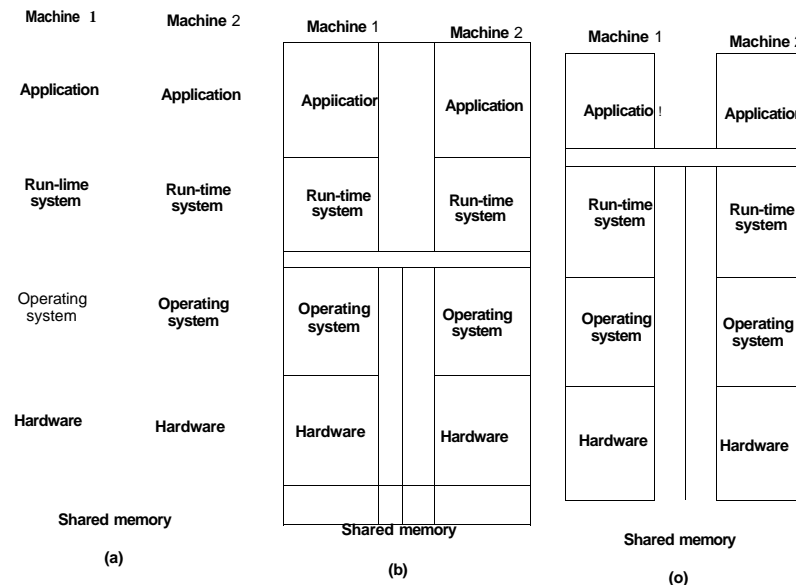 Machine 1
Machine 2
Application
Application
Run-lime
system
Run-time
system
Operating
system
Operating
system
Hardware
Hardware
Shared memory
(a)
Machine 1
Machine 2
Appiicatior
Application
Run-time
system
Run-time
system
Operating
system
Operating
system
Hardware
Hardware
Shared memory
(b)
Machine 1
Machine 2
Applicatio!
Application
Run-time
system
Run-time
system
Operating
system
Operating
system
Hardware
Hardware
Shared memory
(o)